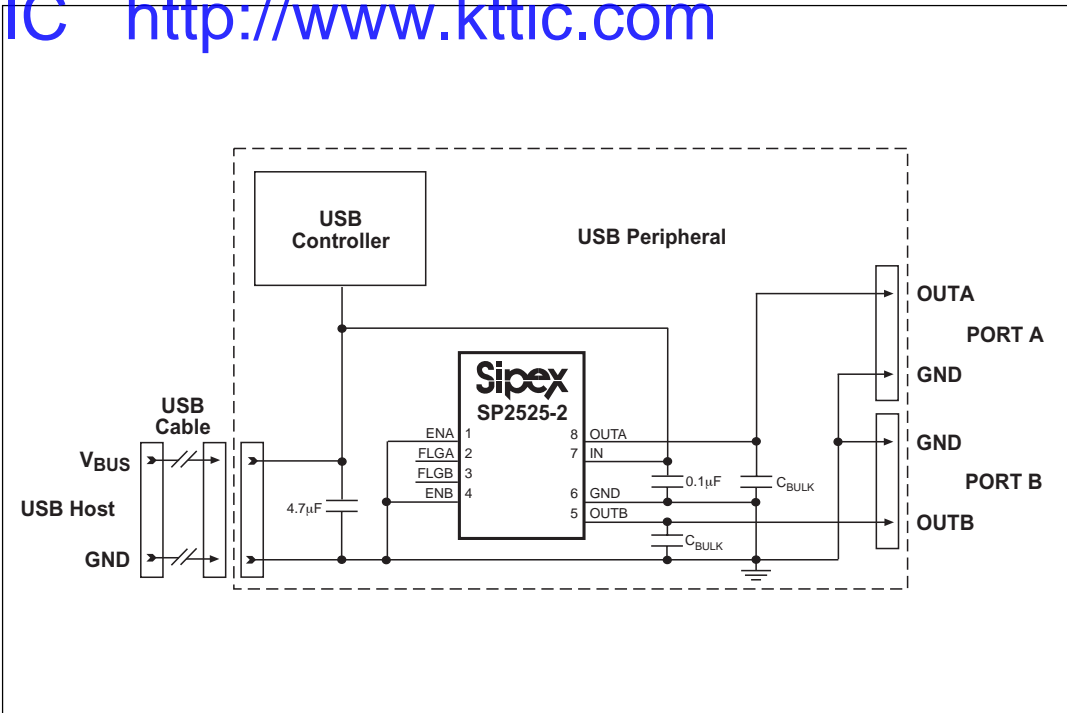 IC http://www.kttic.com
USB
Controller
USB Peripheral
OUTA
PORT A
GND
Sipex
SP2525-2
USB
Cable
ENA 1
8 OUTA
FLGA 2
7 IN
FLGB 3
ENB 4
6 GND
5 OUTB
VBUS
USB Host
GND
4.7μF
0.1μF
CBULK
CBULK
GND
PORT B
OUTB